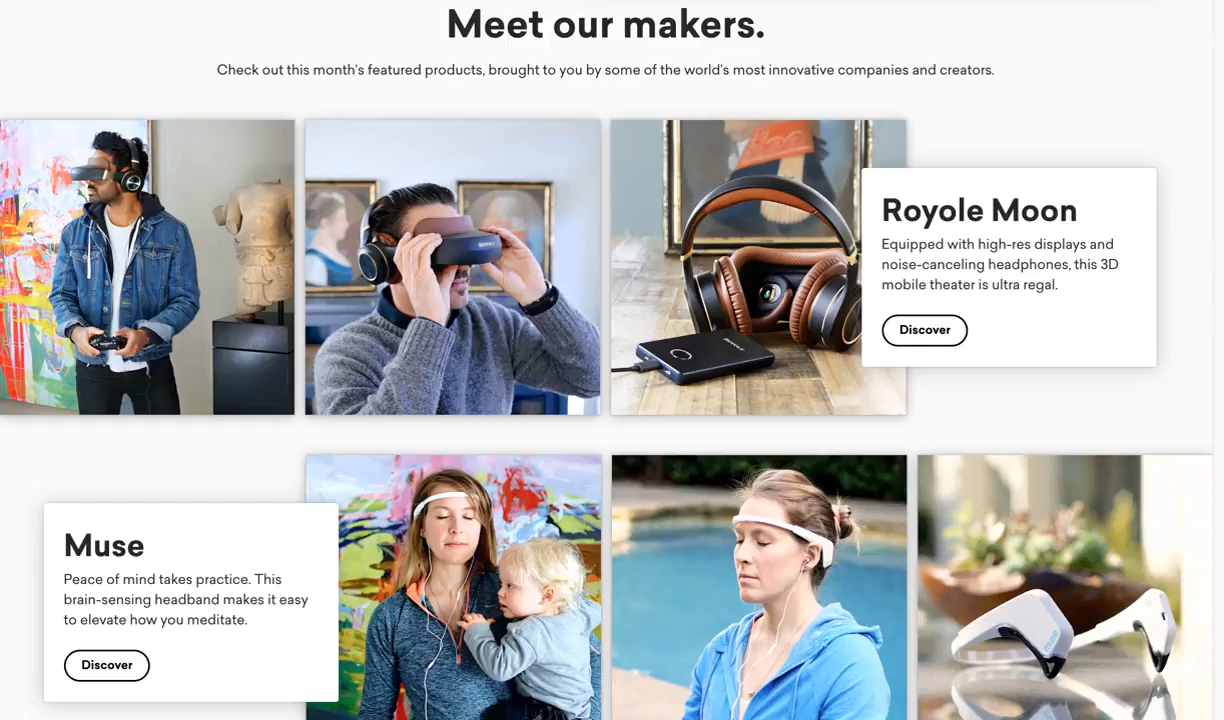 Meet our makers.
Check out this month's featured products, brought to you by some of the world's most innovative companies and creators.
Royole Moon
Equipped with high-res displays and
noise-canceling headphones, this 3D
mobile theater is ultra regal.
Discover
Muse
Peace of mind takes practice. This
brain-sensing headband makes it easy
to elevate how you meditate.
Discover